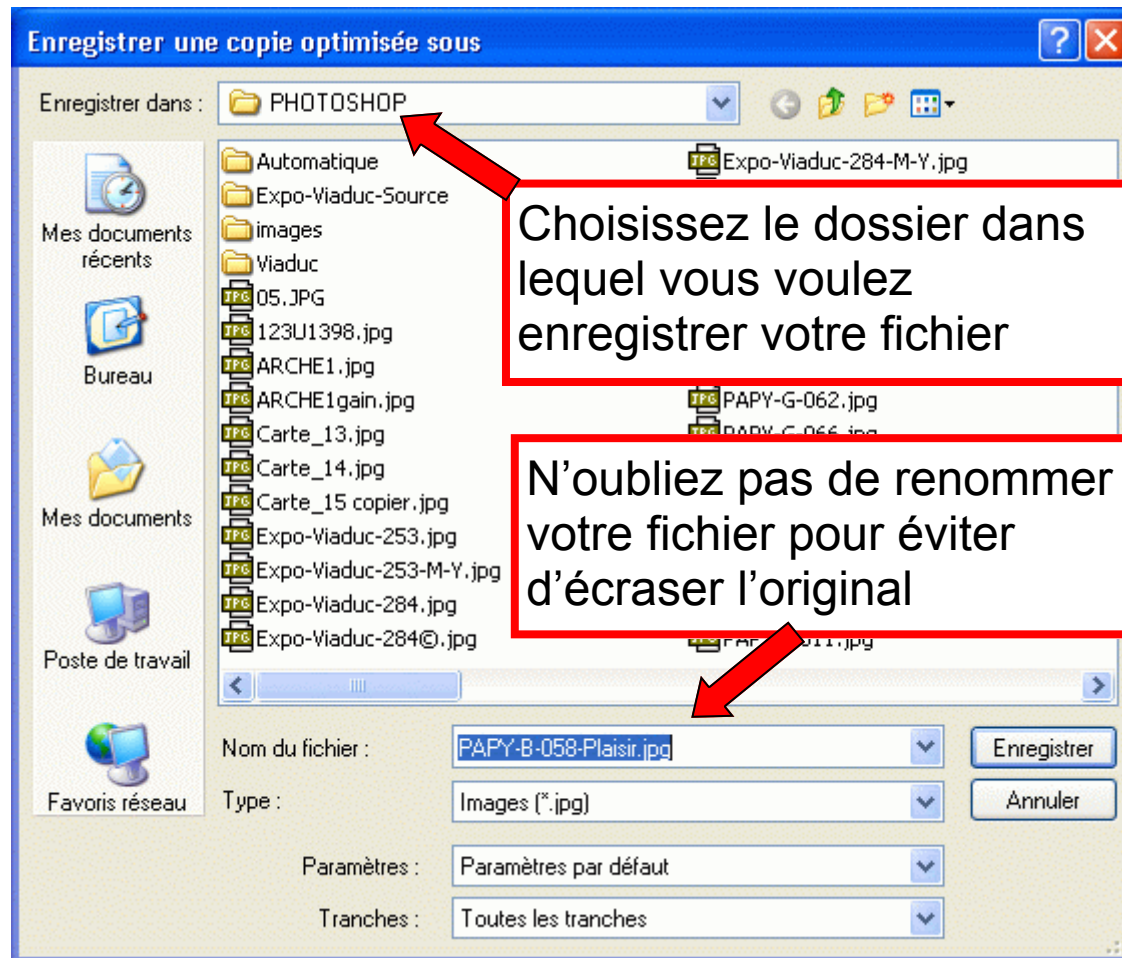 Enregistrer une copie optimisée sous
Enregistrer dans :
PHOTOSHOP
Mes documents
récents
Bureau
Mes documents
Poste de travail
Favoris réseau
Automatique
Expo-Viaduc-Source
images
Viaduc
05.JPG
123U1398.jpg
ARCHE1.jpg
ARCHE1gain.jpg
Carte_13.jpg
Carte_14.jpg
Carte_15 copier.jpg
Expo-Viaduc-253.jpg
Expo-Viaduc-253-M-Y.jpg
Expo-Viaduc-284.jpg
Expo-Viaduc-284©.jpg
Expo-Viaduc-284-M-Y.jpg
Choisissez le dossier dans
lequel vous voulez
enregistrer votre fichier
PAPY-G-062.jpg
PAPY-G-066.jpg
N’oubliez pas de renommer
votre fichier pour éviter
d’écraser l’original
Nom du fichier :
PAPY-B-058-Plaisir.jpg
Enregistrer
Type :
Images (*.jpg)
Annuler
Paramètres :
Paramètres par défaut
Tranches :
Toutes les tranches